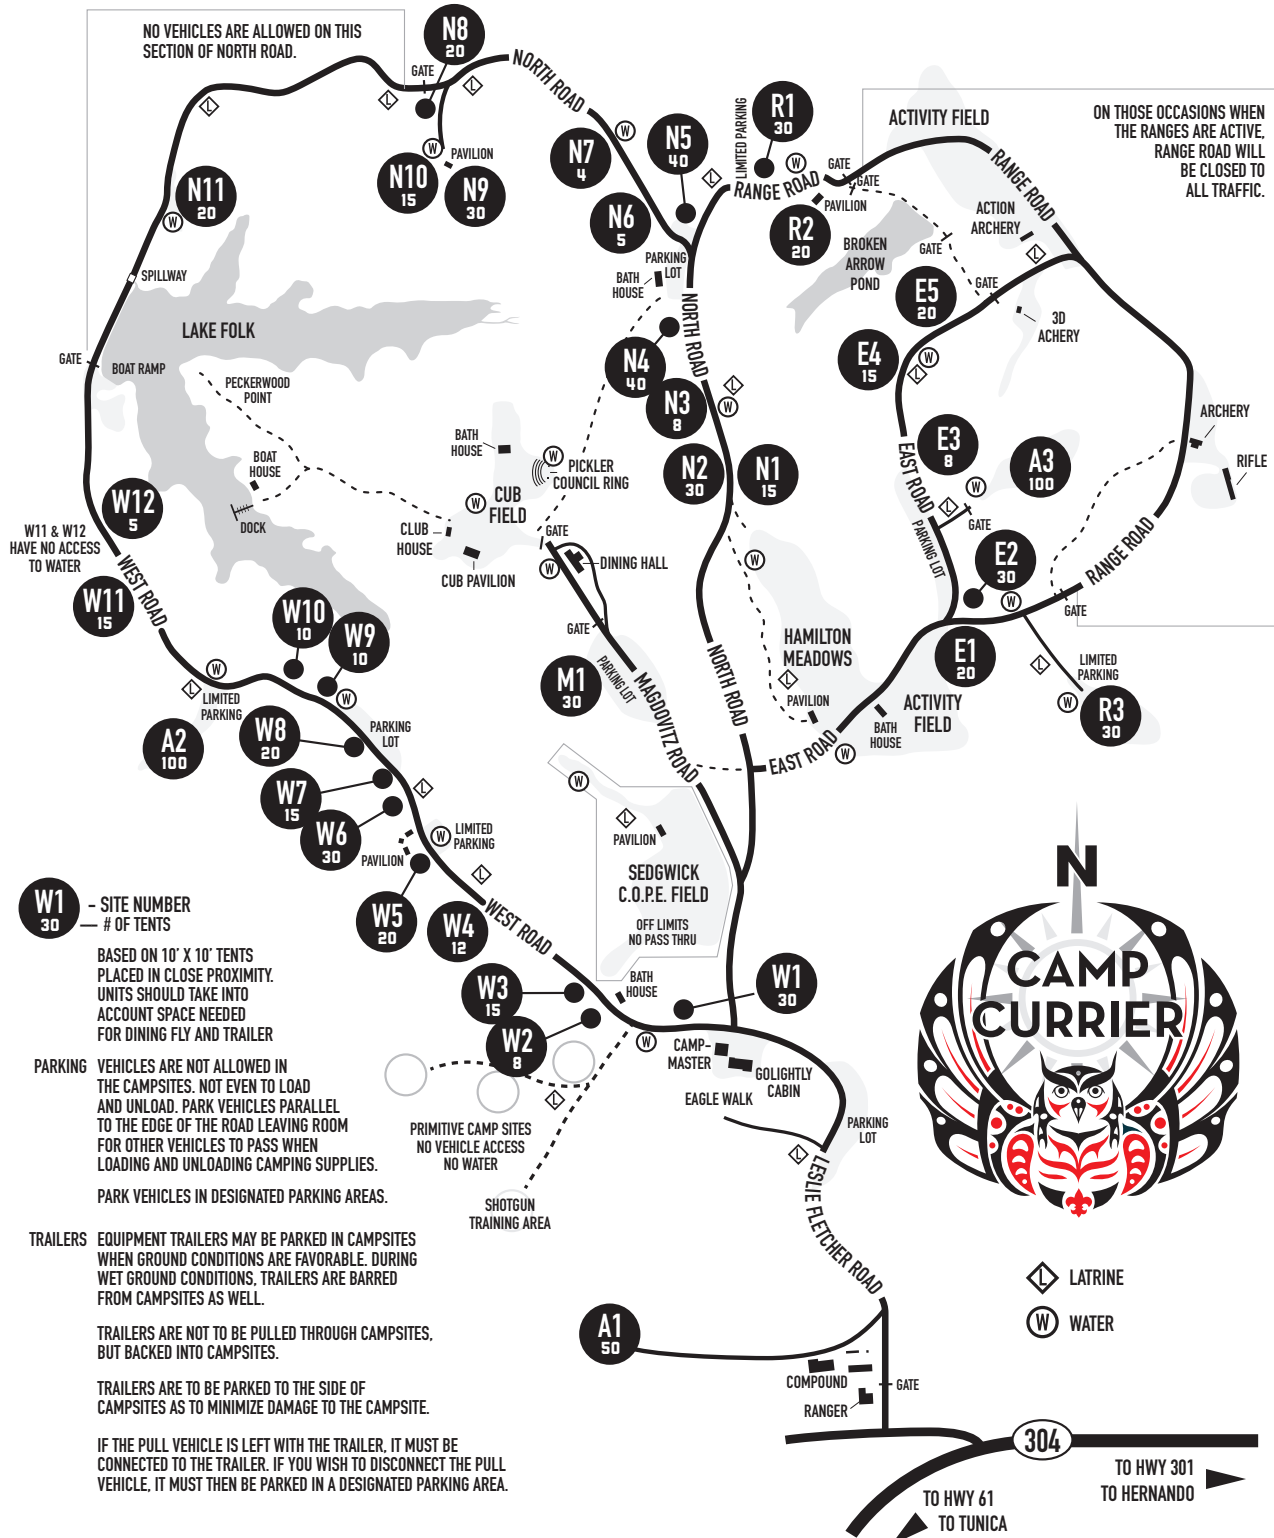 NO VEHICLES ARE ALLOWED ON THIS
SECTION OF NORTH ROAD.
N8
20
GATE
NORTH ROAD
L
L
L
W
PAVILION
N10
15
N9
30
N11
20
W
SPILLWAY
N7
4
W
N5
40
L
N6
5
PARKING
LOT
BATH
HOUSE
LIMITED PARKING
R1
30
W
RANGE ROAD
GATE
GATE
PAVILION
R2
20
ACTIVITY FIELD
ON THOSE OCCASIONS WHEN
THE RANGES ARE ACTIVE,
RANGE ROAD WILL
BE CLOSED TO
ALL TRAFFIC.
RANGE ROAD
ACTION
ARCHERY
L
BROKEN
ARROW
POND
GATE
GATE
E5
20
3D
ACHERY
E4
15
W
L
LAKE FOLK
GATE
BOAT RAMP
PECKERWOOD
POINT
NORTH ROAD
N4
40
N3
8
L
W
N2
30
N1
15
BATH
HOUSE
W
PICKLER
COUNCIL RING
W
CUB
FIELD
CLUB
HOUSE
CUB PAVILION
BOAT
HOUSE
DOCK
GATE
W
DINING HALL
GATE
EAST ROAD
E3
8
A3
100
W
L
GATE
PARKING LOT
E2
30
W
ARCHERY
RIFLE
RANGE ROAD
GATE
W12
5
W11 & W12
HAVE NO ACCESS
TO WATER
WEST ROAD
W11
15
W10
10
W9
10
W
L
LIMITED
PARKING
W
A2
100
W8
20
PARKING
LOT
W7
15
L
W6
30
W
LIMITED
PARKING
PAVILION
L
W5
20
W4
12
WEST ROAD
M1
30
PARKING LOT
MAGDOVITZ ROAD
NORTH ROAD
W
HAMILTON
MEADOWS
L
PAVILION
EAST ROAD
W
BATH
HOUSE
ACTIVITY
FIELD
E1
20
L
LIMITED
PARKING
W
R3
30
W
L
PAVILION
SEDGWICK
C.O.P.E. FIELD
OFF LIMITS
NO PASS THRU
W3
15
BATH
HOUSE
W2
8
W
W1
30
CAMP-
MASTER
GOLIGHTLY
CABIN
EAGLE WALK
PARKING
LOT
L
LESLIE FLETCHER ROAD
L
PRIMITIVE CAMP SITES
NO VEHICLE ACCESS
NO WATER
SHOTGUN
TRAINING AREA
W1
30
- SITE NUMBER
— # OF TENTS
BASED ON 10' X 10' TENTS
PLACED IN CLOSE PROXIMITY.
UNITS SHOULD TAKE INTO
ACCOUNT SPACE NEEDED
FOR DINING FLY AND TRAILER
PARKING VEHICLES ARE NOT ALLOWED IN
THE CAMPSITES. NOT EVEN TO LOAD
AND UNLOAD. PARK VEHICLES PARALLEL
TO THE EDGE OF THE ROAD LEAVING ROOM
FOR OTHER VEHICLES TO PASS WHEN
LOADING AND UNLOADING CAMPING SUPPLIES.
PARK VEHICLES IN DESIGNATED PARKING AREAS.
TRAILERS EQUIPMENT TRAILERS MAY BE PARKED IN CAMPSITES
WHEN GROUND CONDITIONS ARE FAVORABLE. DURING
WET GROUND CONDITIONS, TRAILERS ARE BARRED
FROM CAMPSITES AS WELL.
TRAILERS ARE NOT TO BE PULLED THROUGH CAMPSITES,
BUT BACKED INTO CAMPSITES.
TRAILERS ARE TO BE PARKED TO THE SIDE OF
CAMPSITES AS TO MINIMIZE DAMAGE TO THE CAMPSITE.
IF THE PULL VEHICLE IS LEFT WITH THE TRAILER, IT MUST BE
CONNECTED TO THE TRAILER. IF YOU WISH TO DISCONNECT THE PULL
VEHICLE, IT MUST THEN BE PARKED IN A DESIGNATED PARKING AREA.
N
CAMP
CURRIER
L LATRINE
W WATER
A1
50
COMPOUND
RANGER
GATE
304
TO HWY 301
TO HERNANDO
TO HWY 61
TO TUNICA